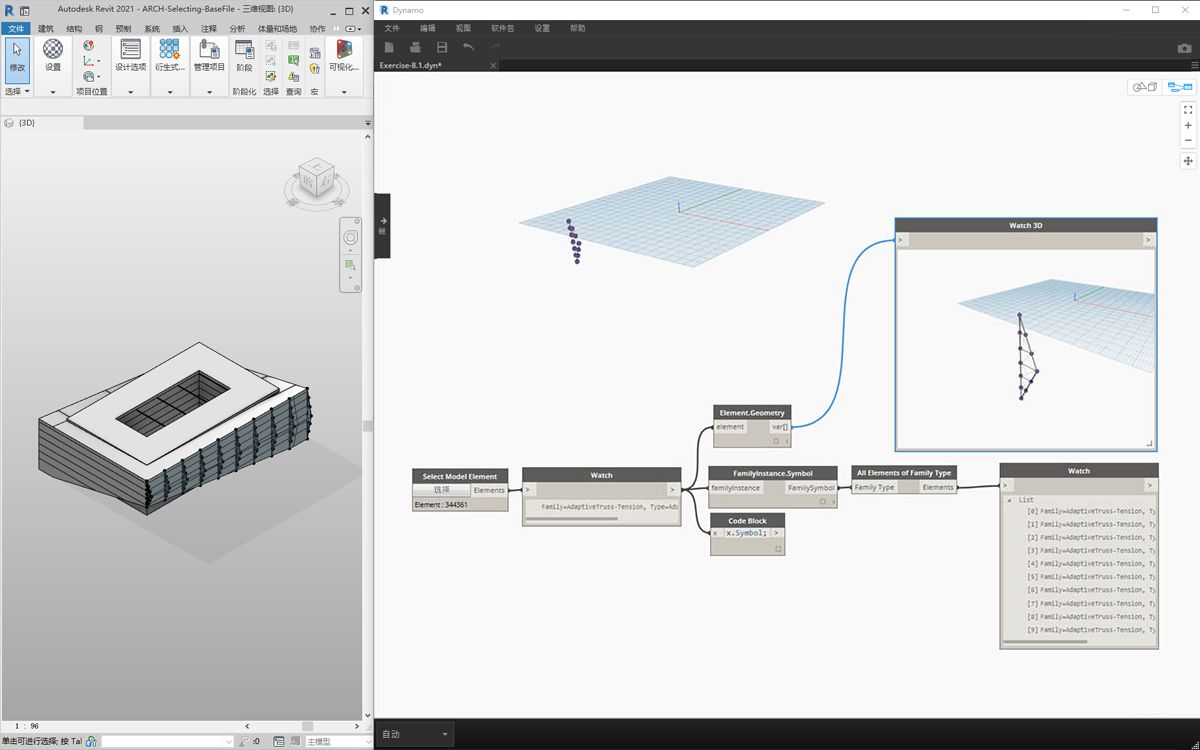 Autodesk Revit 2021 - ARCH-Selecting-BaseFile - 三维视图: {3D}
文件 建筑 结构 钢 预制 系统 插入 注释 分析 体量和场地 协作
修改 设置 设计选项 衍生式... 管理项目 阶段 可视化...
选择 项目位置 阶段化 选择 查询 宏
{3D}
1 : 96
单击可进行选择; 按 Tal :0 主模型
Dynamo
文件 编辑 视图 软件包 设置 帮助
Exercise-8.1.dyn*
Watch 3D
> >
Element.Geometry
element var[]
Select Model Element
选择 Elements
Element : 344361
Watch
> >
Family=AdaptiveTruss-Tension, Type=Ada
FamilyInstance.Symbol
familyInstance FamilySymbol
Code Block
x x.Symbol; >
All Elements of Family Type
Family Type Elements
Watch
> >
List
[0] Family=AdaptiveTruss-Tension, Ty
[1] Family=AdaptiveTruss-Tension, Ty
[2] Family=AdaptiveTruss-Tension, Ty
[3] Family=AdaptiveTruss-Tension, Ty
[4] Family=AdaptiveTruss-Tension, Ty
[5] Family=AdaptiveTruss-Tension, Ty
[6] Family=AdaptiveTruss-Tension, Ty
[7] Family=AdaptiveTruss-Tension, Ty
[8] Family=AdaptiveTruss-Tension, Ty
[9] Family=AdaptiveTruss-Tension, Ty
自动